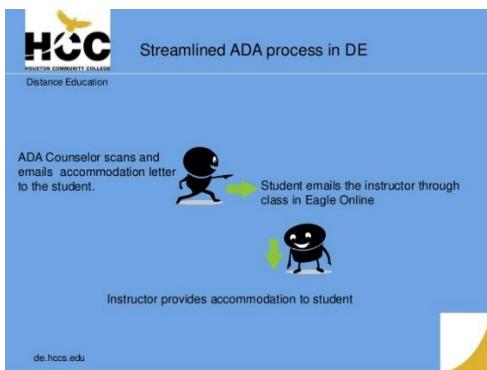 HCC
HOUSTON COMMUNITY COLLEGE
Streamlined ADA process in DE
Distance Education
ADA Counselor scans and
emails accommodation letter
to the student.
Student emails the instructor through
class in Eagle Online
Instructor provides accommodation to student
de.hccs.edu